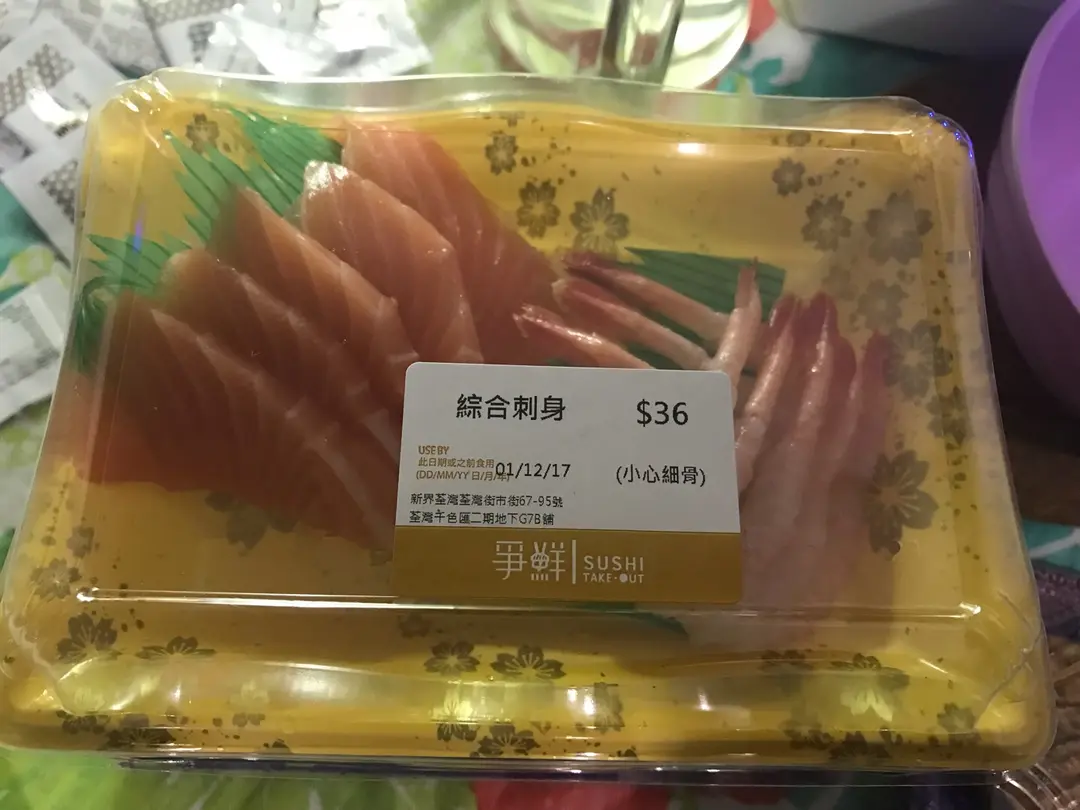 綜合刺身 $36
USE BY
此日期或之前食用
(DD/MM/YY 日/月/年) 01/12/17 (小心細骨)
新界荃灣荃灣街市街67-95號
荃灣千色匯二期地下G7B舖
爭鮮 SUSHI
TAKE-OUT